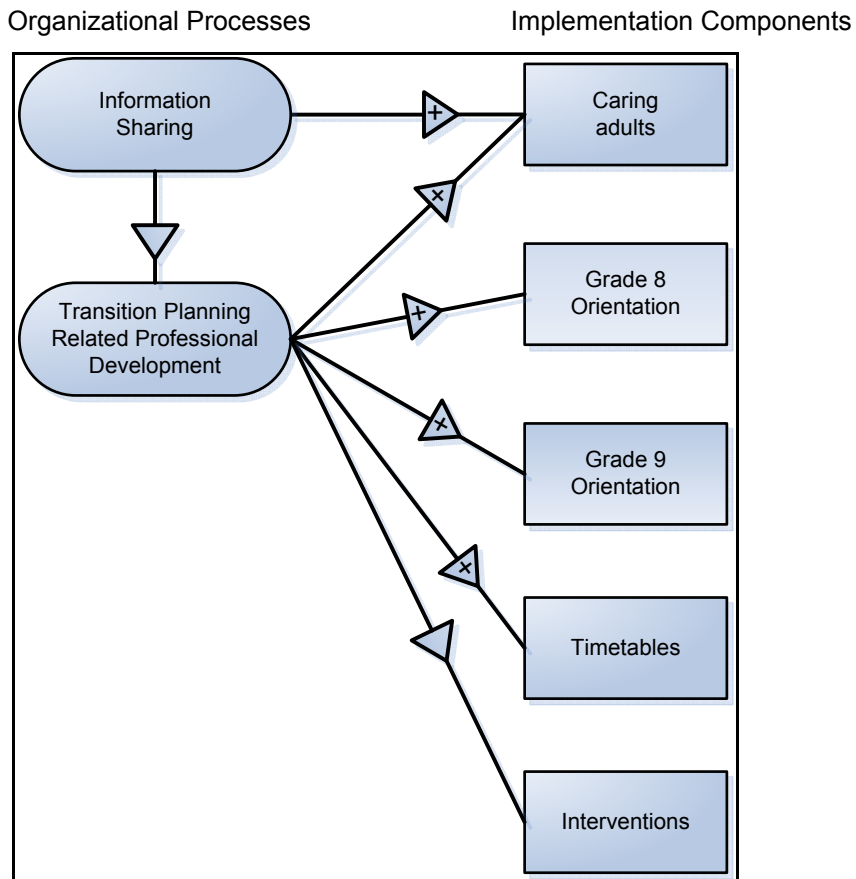 Organizational Processes
Implementation Components
Information
Sharing
+
Caring
adults
+
Transition Planning
Related Professional
Development
+
Grade 8
Orientation
+
Grade 9
Orientation
+
Timetables
Interventions